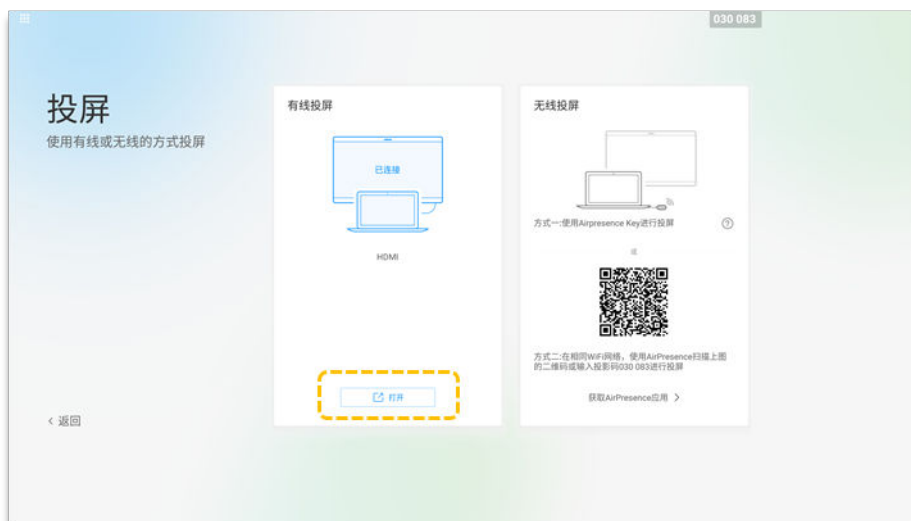 030 083
投屏
使用有线或无线的方式投屏
有线投屏
已连接
HDMI
打开
无线投屏
方式一:使用Airpresence Key进行投屏
?
或
方式二:在相同WiFi网络，使用AirPresence扫描上图
的二维码或输入投影码030 083进行投屏
获取AirPresence应用 >
< 返回